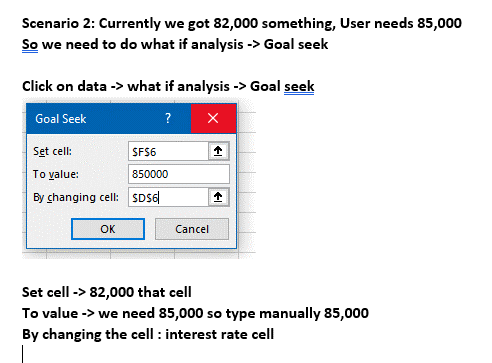 Scenario 2: Currently we got 82,000 something, User needs 85,000
So we need to do what if analysis -> Goal seek
Click on data -> what if analysis -> Goal seek
Goal Seek ? ×
Set cell: $F$6
To value: 850000
By changing cell: $D$6
OK Cancel
Set cell -> 82,000 that cell
To value -> we need 85,000 so type manually 85,000
By changing the cell : interest rate cell